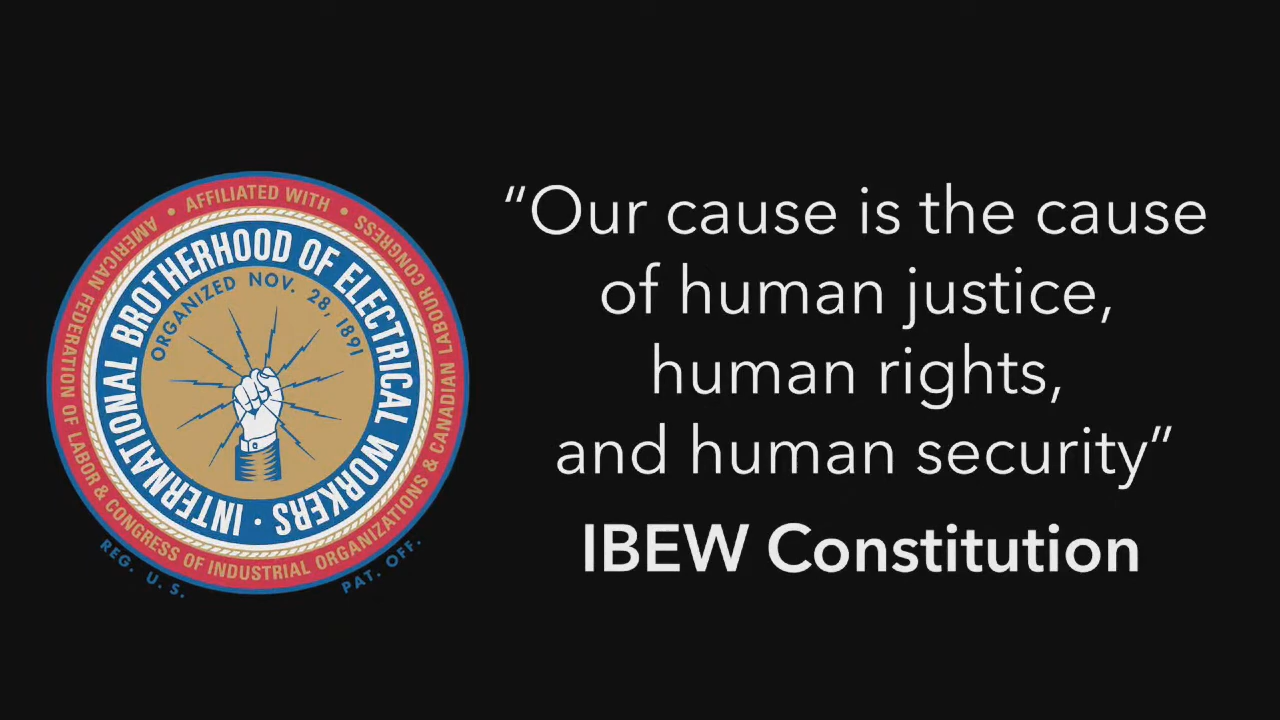 • AFFILIATED WITH •
AMERICAN FEDERATION OF LABOR & CONGRESS OF INDUSTRIAL ORGANIZATIONS & CANADIAN LABOUR CONGRESS
INTERNATIONAL BROTHERHOOD OF ELECTRICAL WORKERS ·
ORGANIZED NOV. 28, 1891
REG. U. S. PAT. OFF.
“Our cause is the cause
of human justice,
human rights,
and human security”
IBEW Constitution